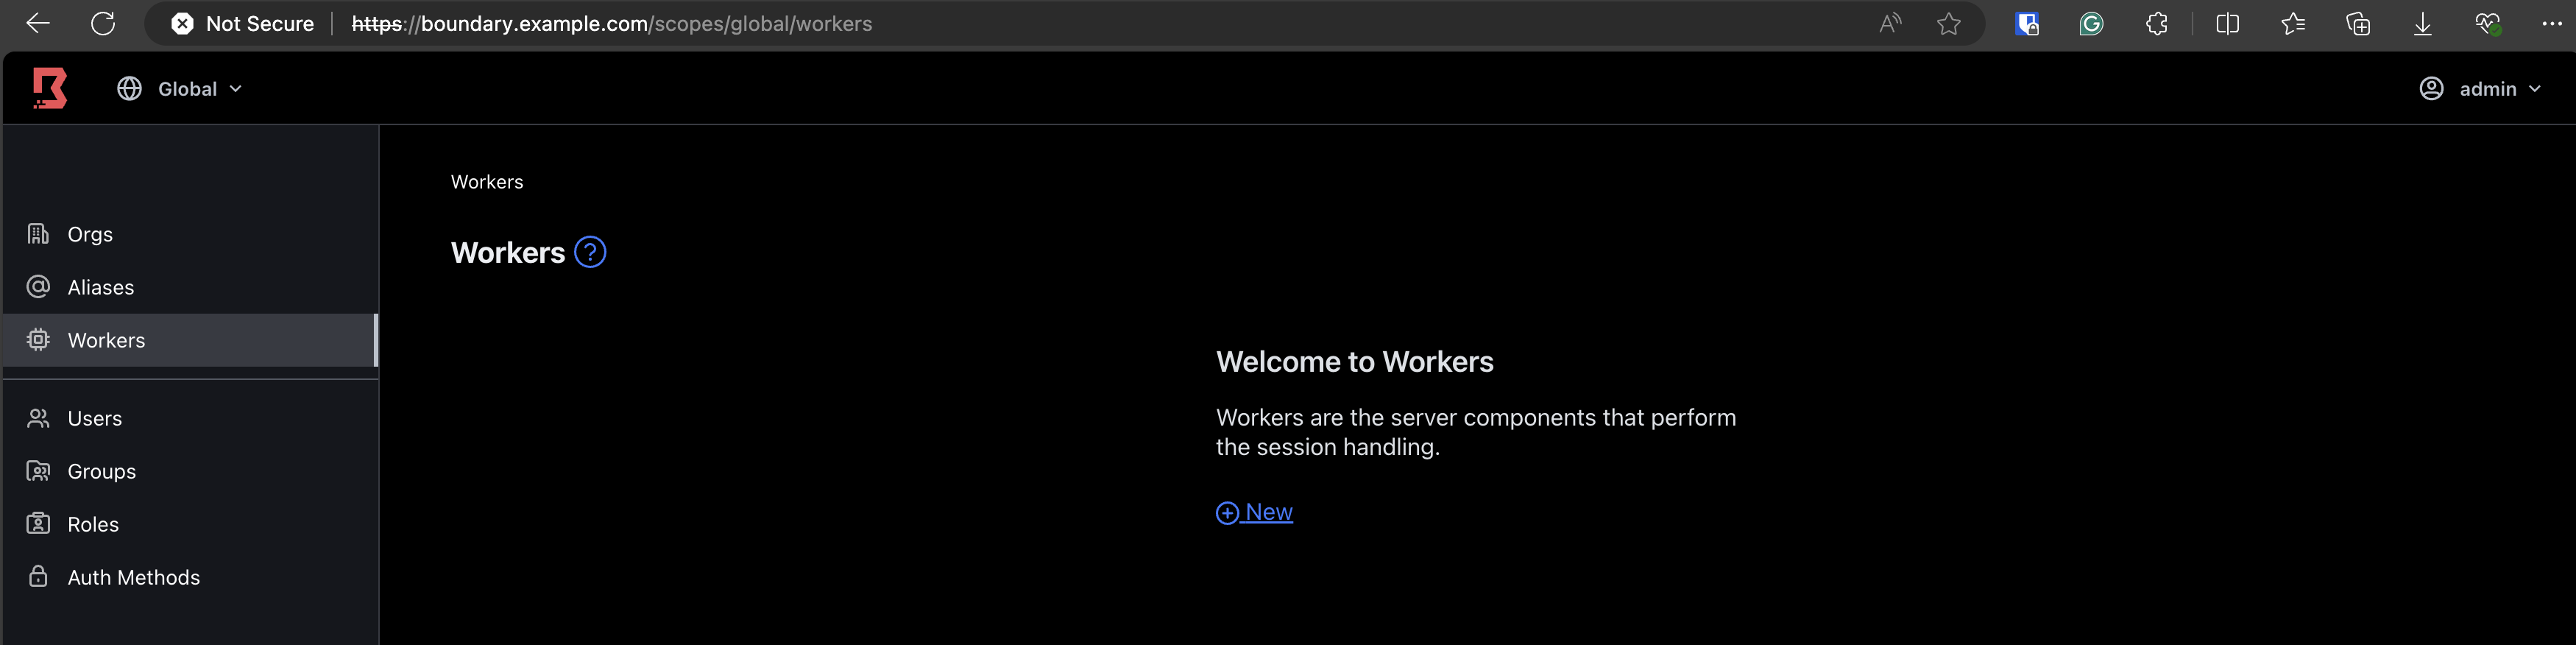 Not Secure
https://boundary.example.com/scopes/global/workers
Global
admin
Orgs
Aliases
Workers
Users
Groups
Roles
Auth Methods
Workers
Workers
Welcome to Workers
Workers are the server components that perform
the session handling.
New